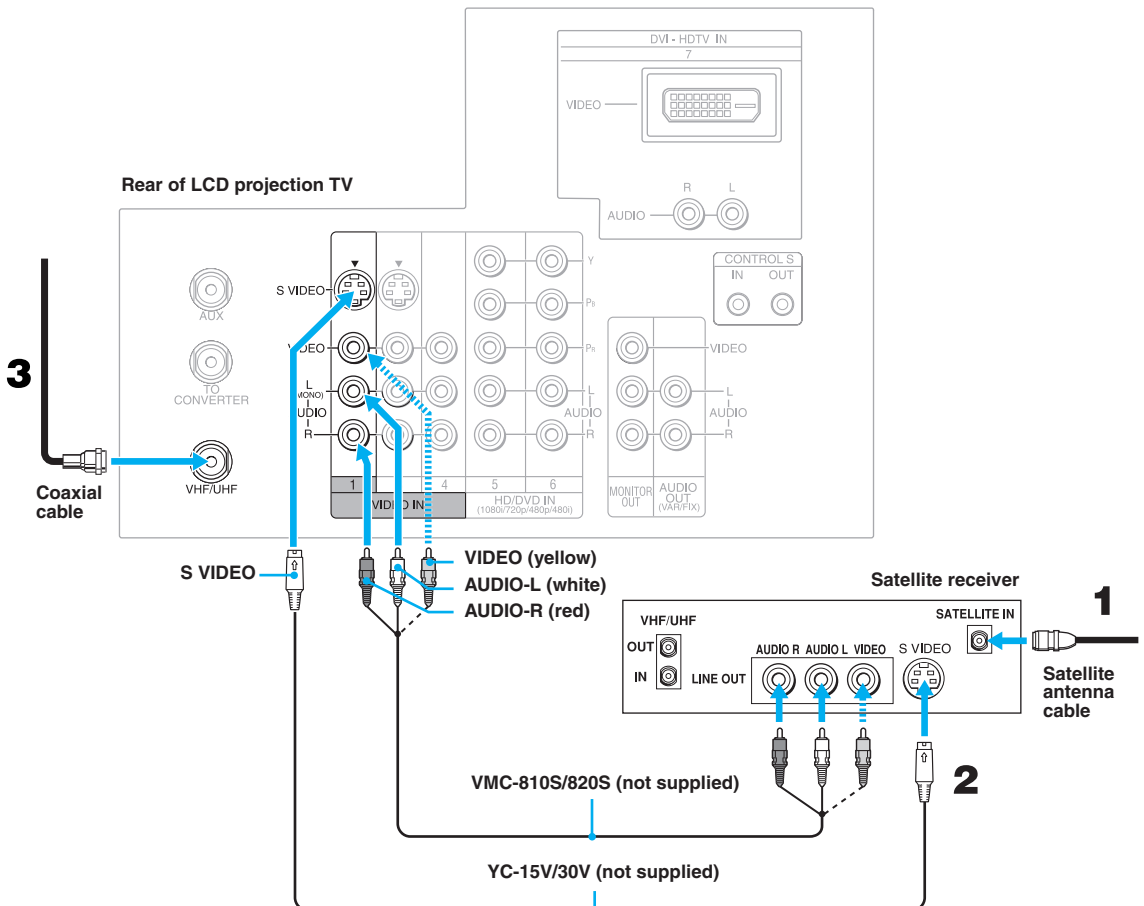 DVI - HDTV IN
7
VIDEO
R L
AUDIO
Rear of LCD projection TV
CONTROL S
IN OUT
S VIDEO
Y
AUX
PB
VIDEO
PR
VIDEO
3
TO
CONVERTER
L
(MONO)
AUDIO
R
L
AUDIO
R
L
AUDIO
R
VHF/UHF
Coaxial
cable
1
4
5
6
VIDEO IN
HD/DVD IN
(1080i/720p/480p/480i)
MONITOR
OUT
AUDIO
OUT
(VAR/FIX)
S VIDEO
VIDEO (yellow)
AUDIO-L (white)
AUDIO-R (red)
Satellite receiver
1
VHF/UHF
OUT
IN
LINE OUT
AUDIO R AUDIO L VIDEO
S VIDEO
SATELLITE IN
Satellite
antenna
cable
2
VMC-810S/820S (not supplied)
YC-15V/30V (not supplied)